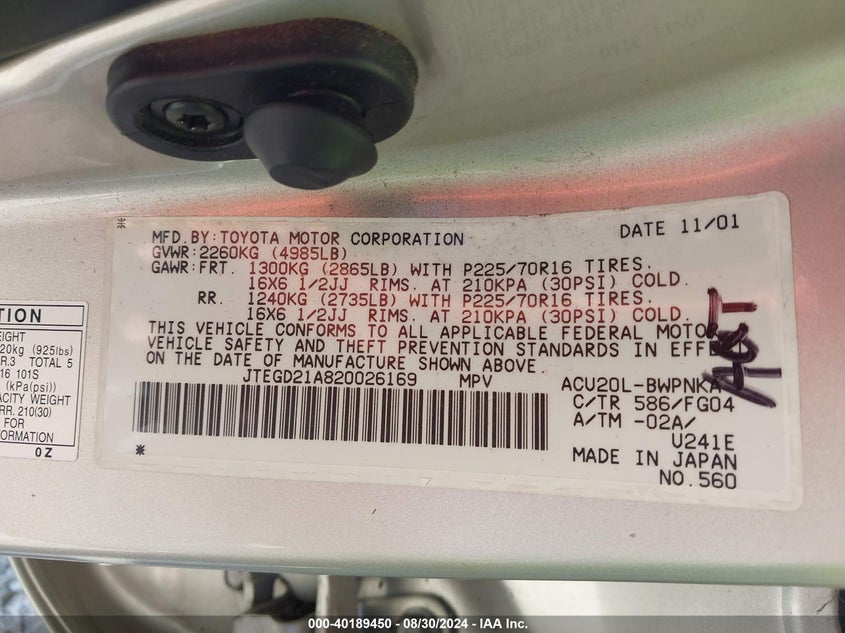 DATE 11/01
MFD.BY:TOYOTA MOTOR CORPORATION
GVWR:2260KG (4985LB)
GAWR:FRT. 1300KG (2865LB) WITH P225/70R16 TIRES.
16X6 1/2JJ RIMS. AT 210KPA (30PSI) COLD.
RR. 1240KG (2735LB) WITH P225/70R16 TIRES.
16X6 1/2JJ RIMS. AT 210KPA (30PSI) COLD.
THIS VEHICLE CONFORMS TO ALL APPLICABLE FEDERAL MOTOR
VEHICLE SAFETY AND THEFT PREVENTION STANDARDS IN EFFE
ON THE DATE OF MANUFACTURE SHOWN ABOVE.
JTEGD21A820026169 MPV ACU20L-BWPNKA
C/TR 586/FG04
A/TM -02A/
U241E
MADE IN JAPAN
NO.560
TION
EIGHT
20kg (925lbs)
R.3 TOTAL 5
16 101S
(kPa(psi))
ACITY WEIGHT
RR. 210(30)
FOR
FORMATION
0Z
000-40189450 - 08/30/2024 - IAA Inc.